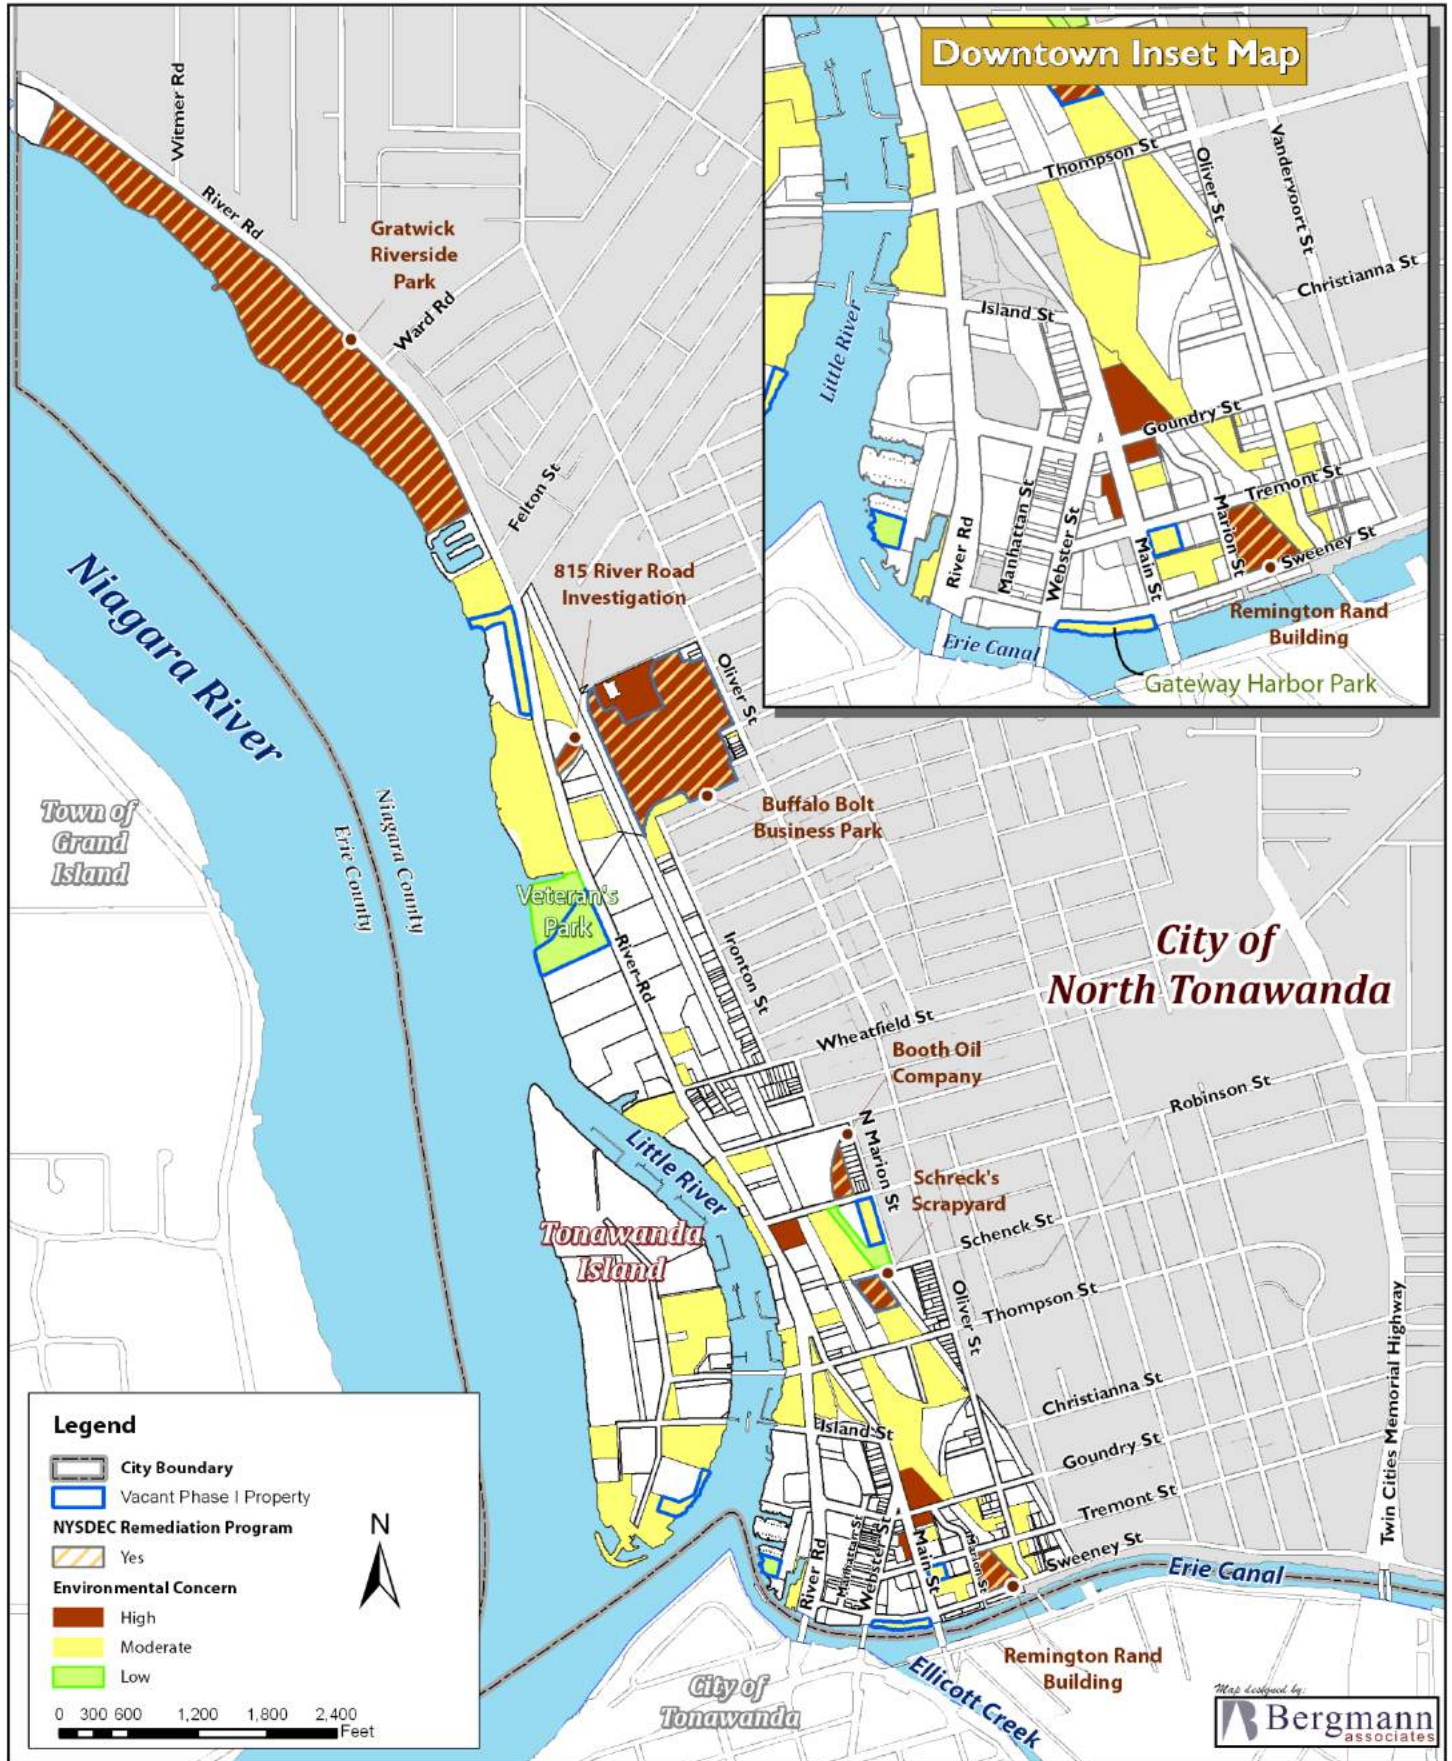 Downtown Inset Map
Thompson St
Oliver St
Vandervoort St
Christianna St
Island St
Little River
Goundry St
Tremont St
Marion St
Sweeney St
River Rd
Manhattan St
Webster St
Main St
Remington Rand
Building
Erie Canal
Gateway Harbor Park
Witmer Rd
River Rd
Gratwick
Riverside
Park
Ward Rd
Felton St
815 River Road
Investigation
Oliver St
Niagara River
Buffalo Bolt
Business Park
Town of
Grand
Island
Niagara County
Erie County
Veteran's
Park
River Rd
Ironton St
City of
North Tonawanda
Wheatfield St
Booth Oil
Company
Robinson St
N Marion St
Little River
Schreck's
Scrapyard
Schenck St
Tonawanda
Island
Oliver St
Thompson St
Twin Cities Memorial Highway
Christianna St
Island St
Goundry St
Tremont St
Sweeney St
River Rd
Manhattan St
Webster St
Main St
Marion St
Erie Canal
Remington Rand
Building
Ellicott Creek
City of
Tonawanda
Legend
City Boundary
Vacant Phase I Property
NYSDEC Remediation Program
Yes
Environmental Concern
High
Moderate
Low
N
0 300 600 1,200 1,800 2,400
Feet
Map designed by:
Bergmann
associates